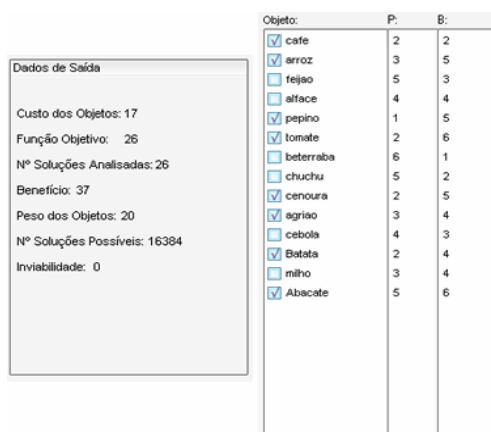 Dados de Saída
Custo dos Objetos: 17
Função Objetivo: 26
Nº Soluções Analisadas: 26
Benefício: 37
Peso dos Objetos: 20
Nº Soluções Possíveis: 16384
Inviabilidade: 0
Objeto: P: B:
cafe 2 2
arroz 3 5
feijao 5 3
alface 4 4
pepino 1 5
tomate 2 6
beterraba 6 1
chuchu 5 2
cenoura 2 5
agriao 3 4
cebola 4 3
Batata 2 4
milho 3 4
Abacate 5 6